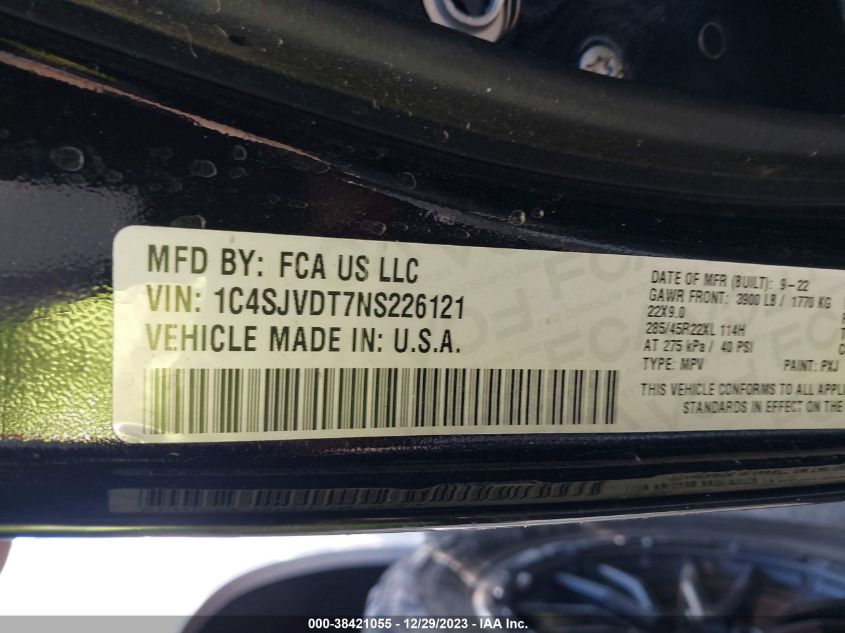 MFD BY: FCA US LLC
VIN: 1C4SJVDT7NS226121
VEHICLE MADE IN: U.S.A.
DATE OF MFR (BUILT): 9-22
GAWR FRONT: 3900 LB / 1770 KG
22X9.0
285/45R22XL 114H
AT 275 kPa / 40 PSI
TYPE: MPV PAINT: PXJ
THIS VEHICLE CONFORMS TO ALL APPL
STANDARDS IN EFFECT ON THE
000-38421055 - 12/29/2023 - IAA Inc.